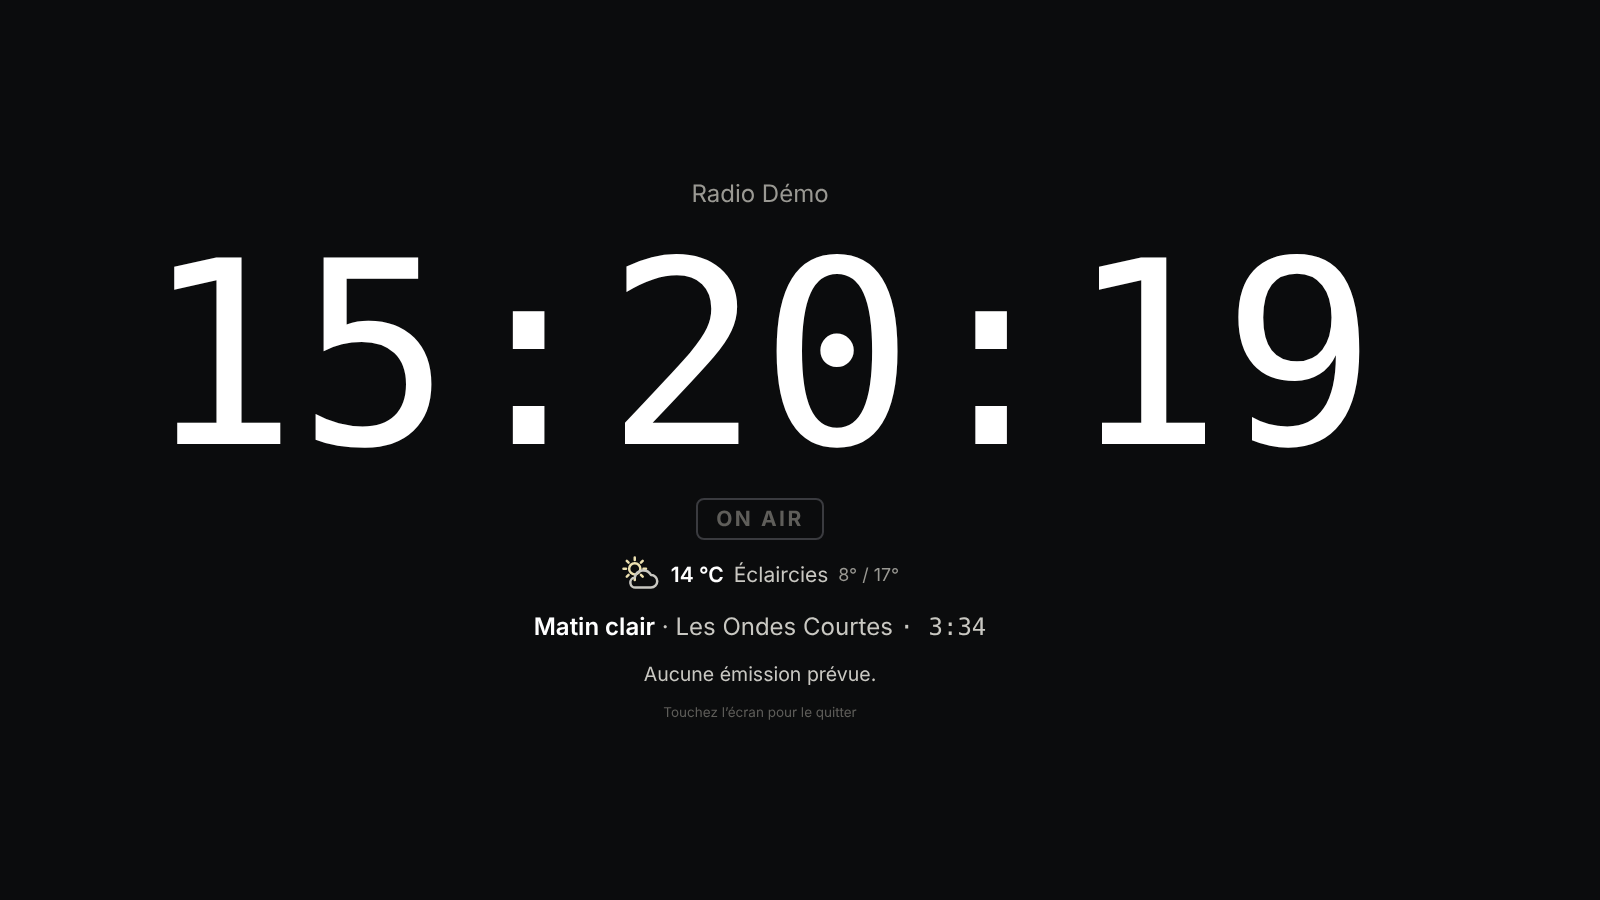 Radio Démo
15:20:19
ON AIR
14 °C Éclaircies 8° / 17°
Matin clair · Les Ondes Courtes · 3:34
Aucune émission prévue.
Touchez l’écran pour le quitter